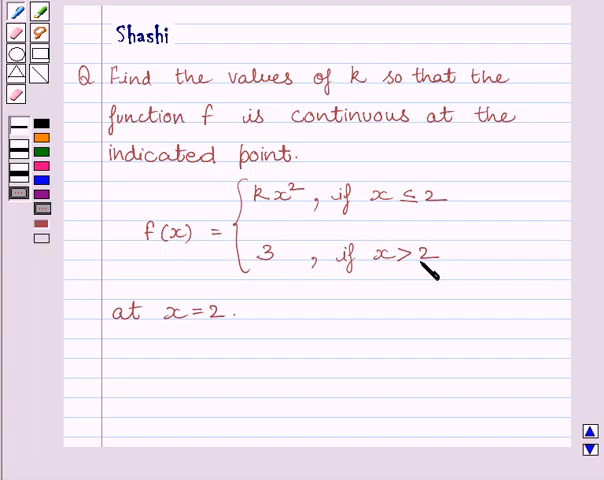 Shashi
Q Find the values of k so that the
function f is continuous at the
indicated point.
f(x) = { kx², if x ≤ 2
3 , if x > 2
at x = 2.